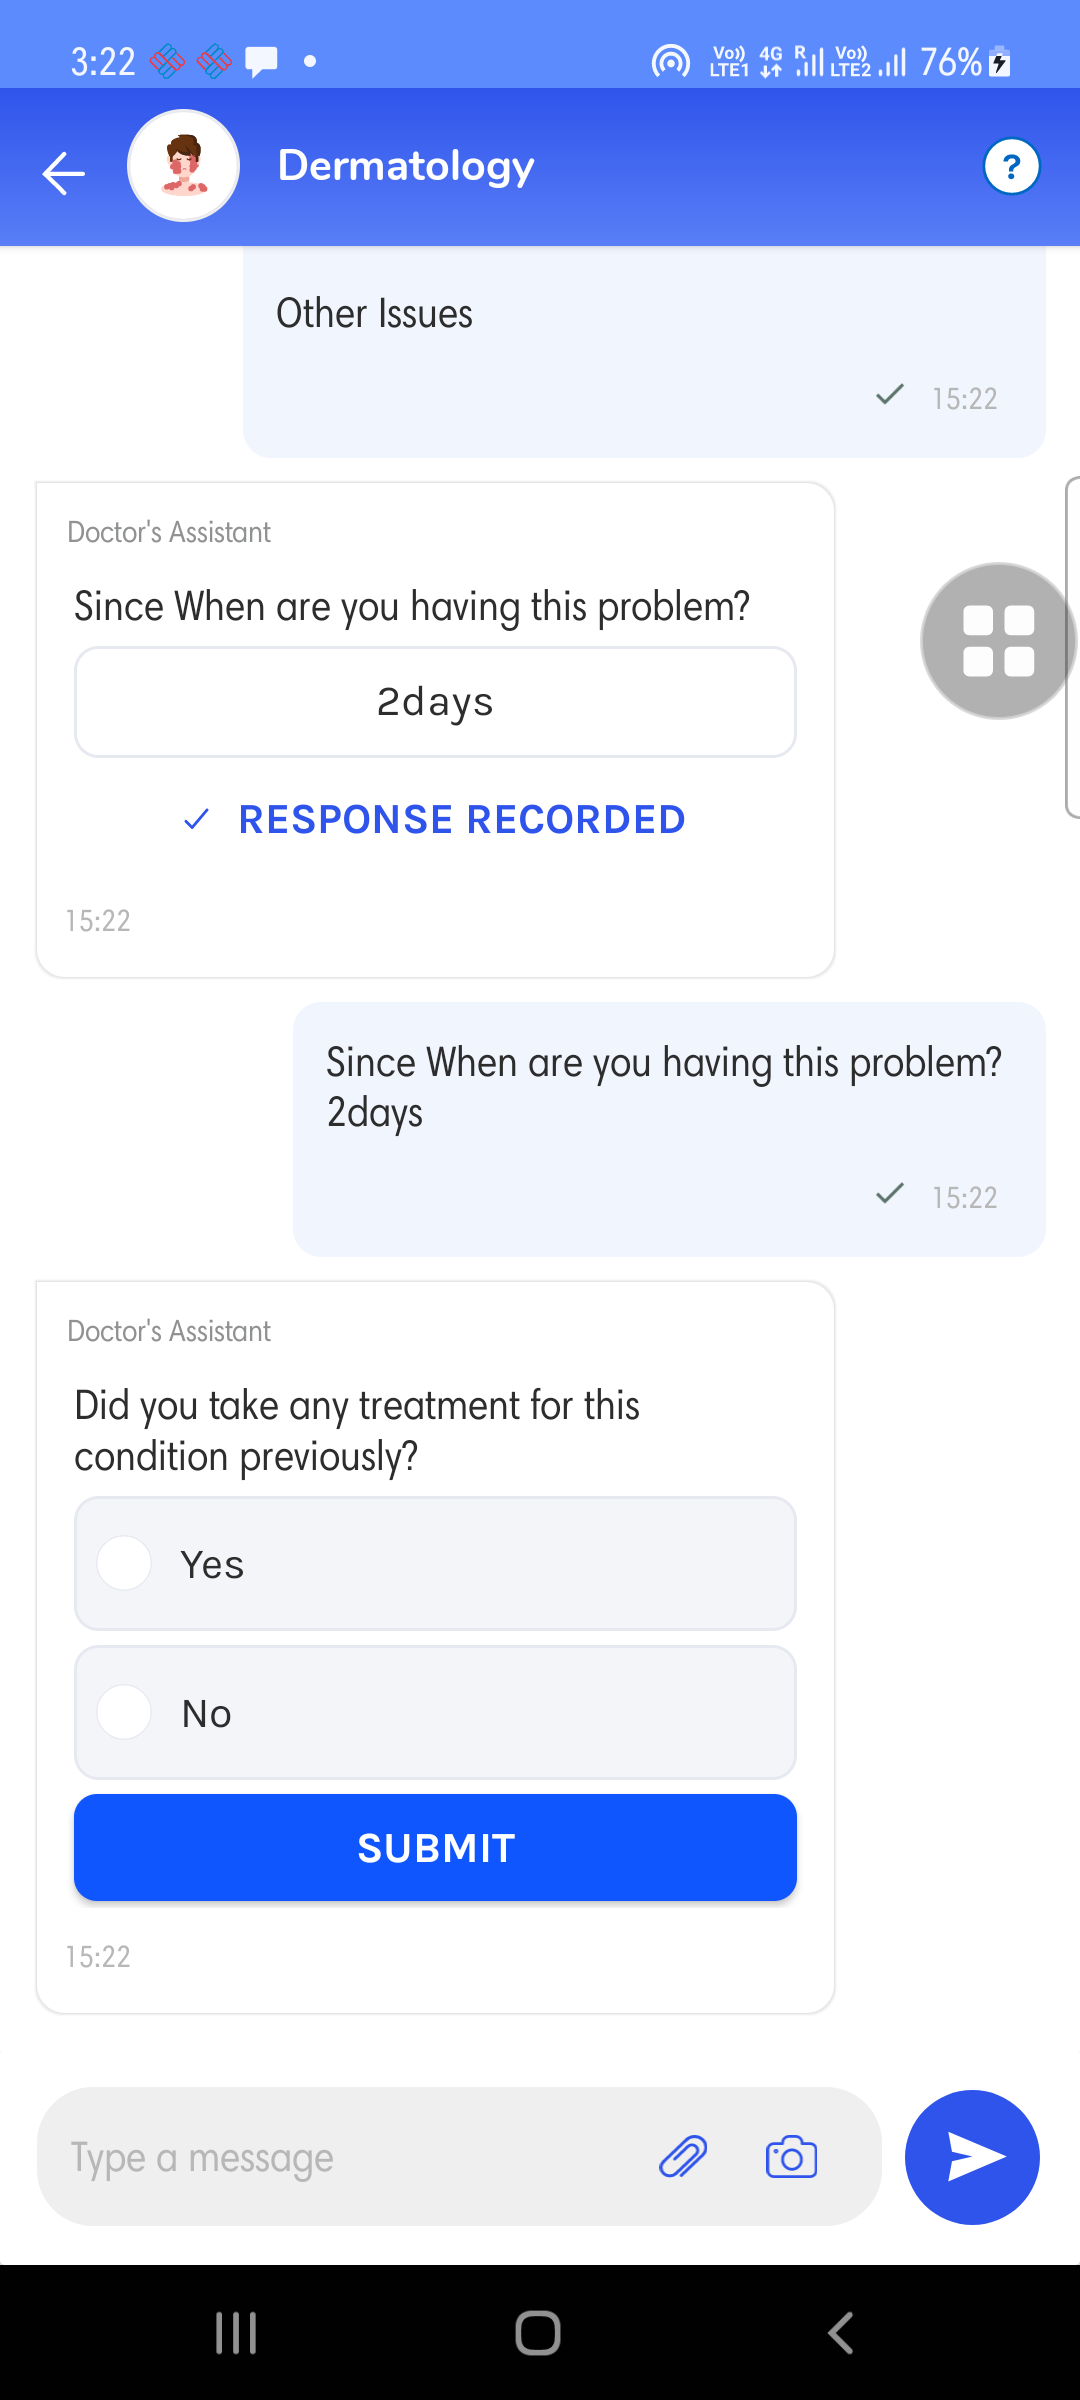 3:22
Vo)) LTE1 4G R Vo)) LTE2 76%
Dermatology
?
Other Issues
15:22
Doctor's Assistant
Since When are you having this problem?
2days
RESPONSE RECORDED
15:22
Since When are you having this problem?
2days
15:22
Doctor's Assistant
Did you take any treatment for this
condition previously?
Yes
No
SUBMIT
15:22
Type a message